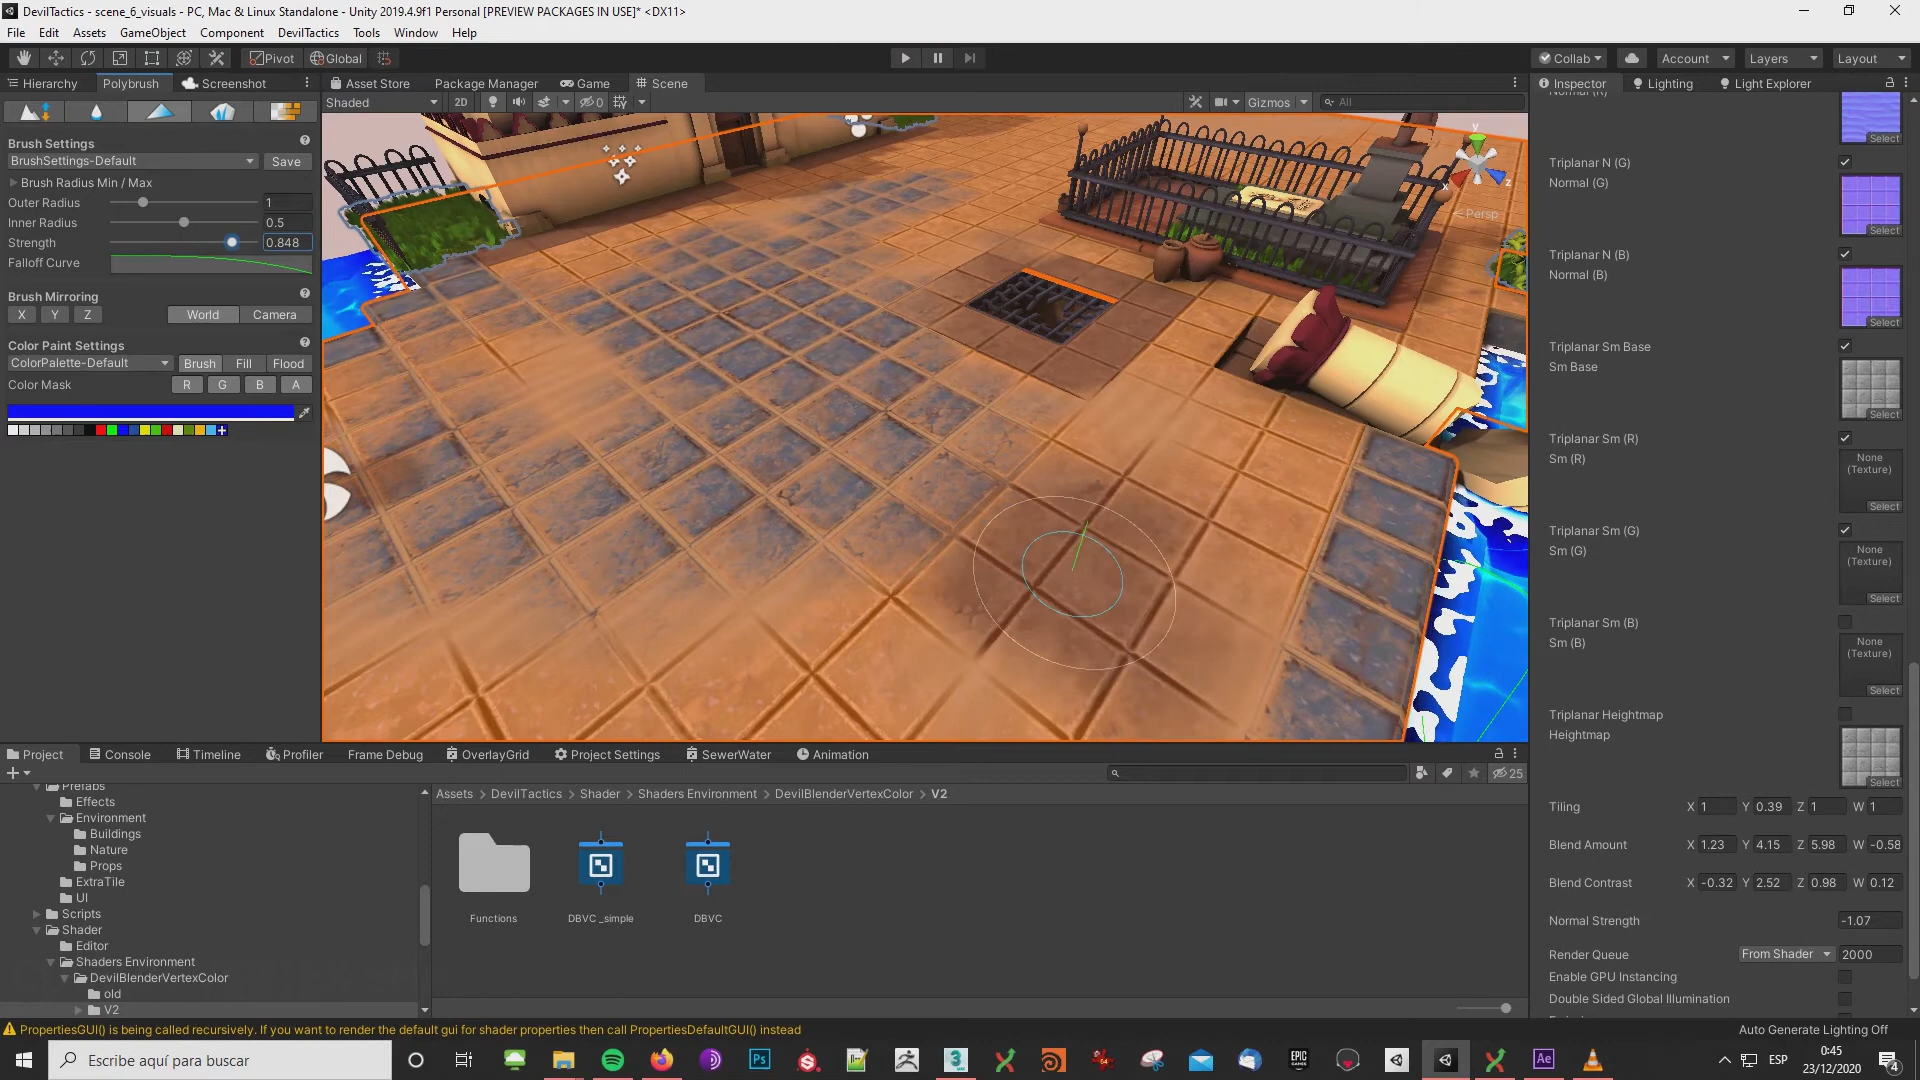 DevilTactics - scene_6_visuals - PC, Mac & Linux Standalone - Unity 2019.4.9f1 Personal [PREVIEW PACKAGES IN USE]* <DX11>
File Edit Assets GameObject Component DevilTactics Tools Window Help
Pivot Global Collab Account Layers Layout
Hierarchy Polybrush Screenshot
Asset Store Package Manager Game Scene
Inspector Lighting Light Explorer
Shaded 2D 0 Gizmos All
Brush Settings
BrushSettings-Default Save
Brush Radius Min / Max
Outer Radius 1
Inner Radius 0.5
Strength 0.848
Falloff Curve
Brush Mirroring
X Y Z World Camera
Color Paint Settings
ColorPalette-Default Brush Fill Flood
Color Mask R G B A
y
x
z
Persp
Normal (R)
Select
Triplanar N (G)
Normal (G)
Select
Triplanar N (B)
Normal (B)
Select
Triplanar Sm Base
Sm Base
Select
Triplanar Sm (R)
Sm (R)
None
(Texture)
Select
Triplanar Sm (G)
Sm (G)
None
(Texture)
Select
Triplanar Sm (B)
Sm (B)
None
(Texture)
Select
Triplanar Heightmap
Heightmap
Select
Tiling X 1 Y 0.39 Z 1 W 1
Blend Amount X 1.23 Y 4.15 Z 5.98 W -0.58
Blend Contrast X -0.32 Y 2.52 Z 0.98 W 0.12
Normal Strength -1.07
Render Queue From Shader 2000
Enable GPU Instancing
Double Sided Global Illumination
Project Console Timeline Profiler Frame Debug OverlayGrid Project Settings SewerWater Animation
25
Prefabs
Effects
Environment
Buildings
Nature
Props
ExtraTile
UI
Scripts
Shader
Editor
Shaders Environment
DevilBlenderVertexColor
old
V2
Assets > DevilTactics > Shader > Shaders Environment > DevilBlenderVertexColor > V2
Functions
DBVC _simple
DBVC
PropertiesGUI() is being called recursively. If you want to render the default gui for shader properties then call PropertiesDefaultGUI() instead
Auto Generate Lighting Off
Escribe aquí para buscar
Ps
3
EPIC
GAMES
Ae
ESP
0:45
23/12/2020
4